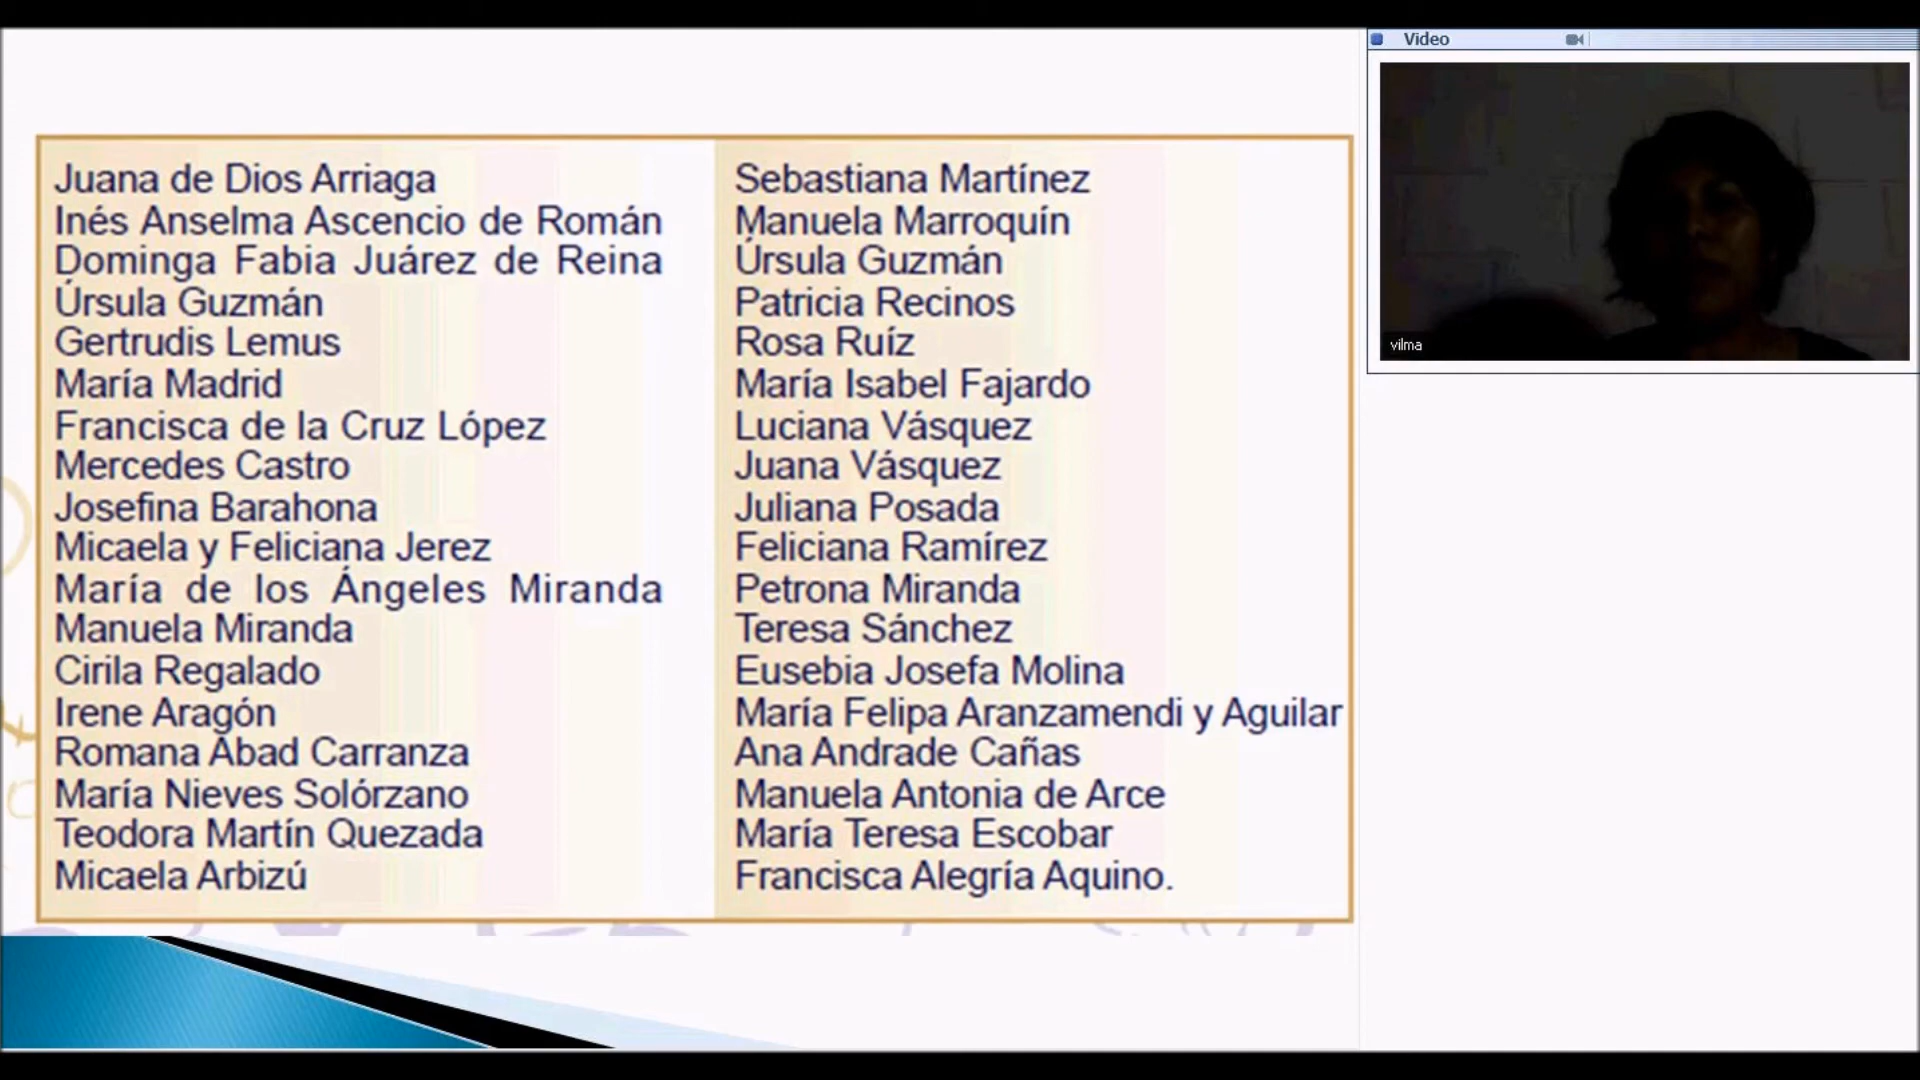 Juana de Dios Arriaga
Inés Anselma Ascencio de Román
Dominga Fabia Juárez de Reina
Úrsula Guzmán
Gertrudis Lemus
María Madrid
Francisca de la Cruz López
Mercedes Castro
Josefina Barahona
Micaela y Feliciana Jerez
María de los Ángeles Miranda
Manuela Miranda
Cirila Regalado
Irene Aragón
Romana Abad Carranza
María Nieves Solórzano
Teodora Martín Quezada
Micaela Arbizú
Sebastiana Martínez
Manuela Marroquín
Úrsula Guzmán
Patricia Recinos
Rosa Ruíz
María Isabel Fajardo
Luciana Vásquez
Juana Vásquez
Juliana Posada
Feliciana Ramírez
Petrona Miranda
Teresa Sánchez
Eusebia Josefa Molina
María Felipa Aranzamendi y Aguilar
Ana Andrade Cañas
Manuela Antonia de Arce
María Teresa Escobar
Francisca Alegría Aquino.
Video
vilma